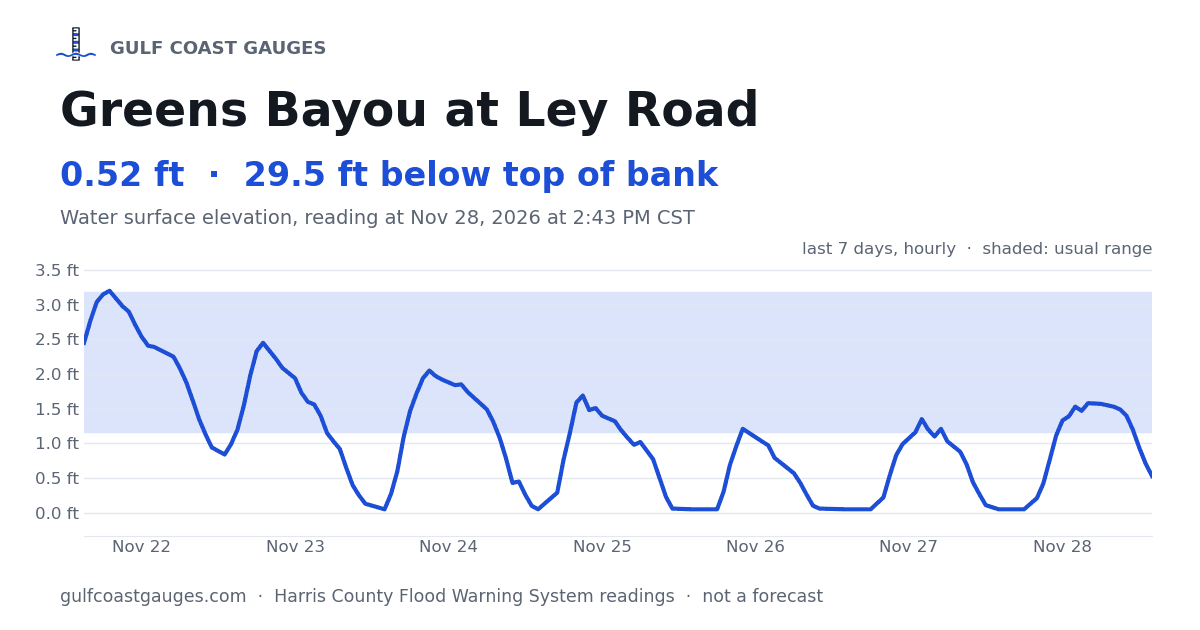 GULF COAST GAUGES
Greens Bayou at Ley Road
0.52 ft · 29.5 ft below top of bank
Water surface elevation, reading at Nov 28, 2026 at 2:43 PM CST
last 7 days, hourly · shaded: usual range
3.5 ft
3.0 ft
2.5 ft
2.0 ft
1.5 ft
1.0 ft
0.5 ft
0.0 ft
Nov 22 Nov 23 Nov 24 Nov 25 Nov 26 Nov 27 Nov 28
gulfcoastgauges.com · Harris County Flood Warning System readings · not a forecast